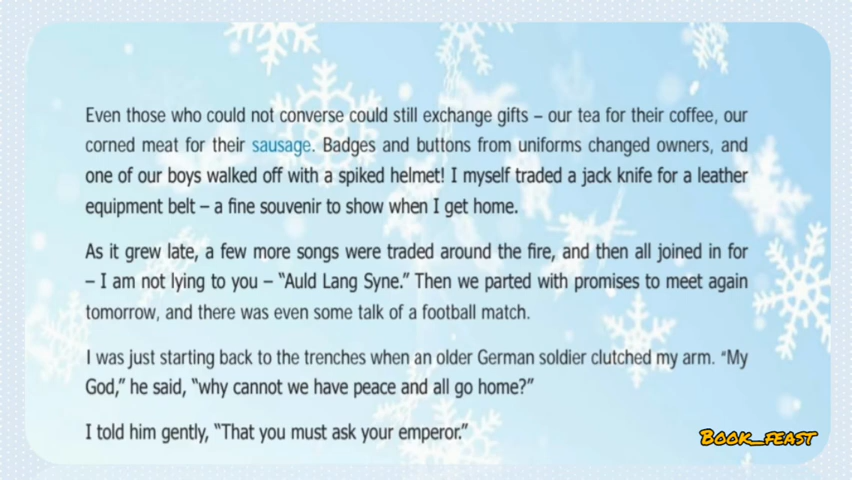 Even those who could not converse could still exchange gifts – our tea for their coffee, our
corned meat for their sausage. Badges and buttons from uniforms changed owners, and
one of our boys walked off with a spiked helmet! I myself traded a jack knife for a leather
equipment belt – a fine souvenir to show when I get home.
As it grew late, a few more songs were traded around the fire, and then all joined in for
– I am not lying to you – “Auld Lang Syne.” Then we parted with promises to meet again
tomorrow, and there was even some talk of a football match.
I was just starting back to the trenches when an older German soldier clutched my arm. “My
God,” he said, “why cannot we have peace and all go home?”
I told him gently, “That you must ask your emperor.”
Book_feast